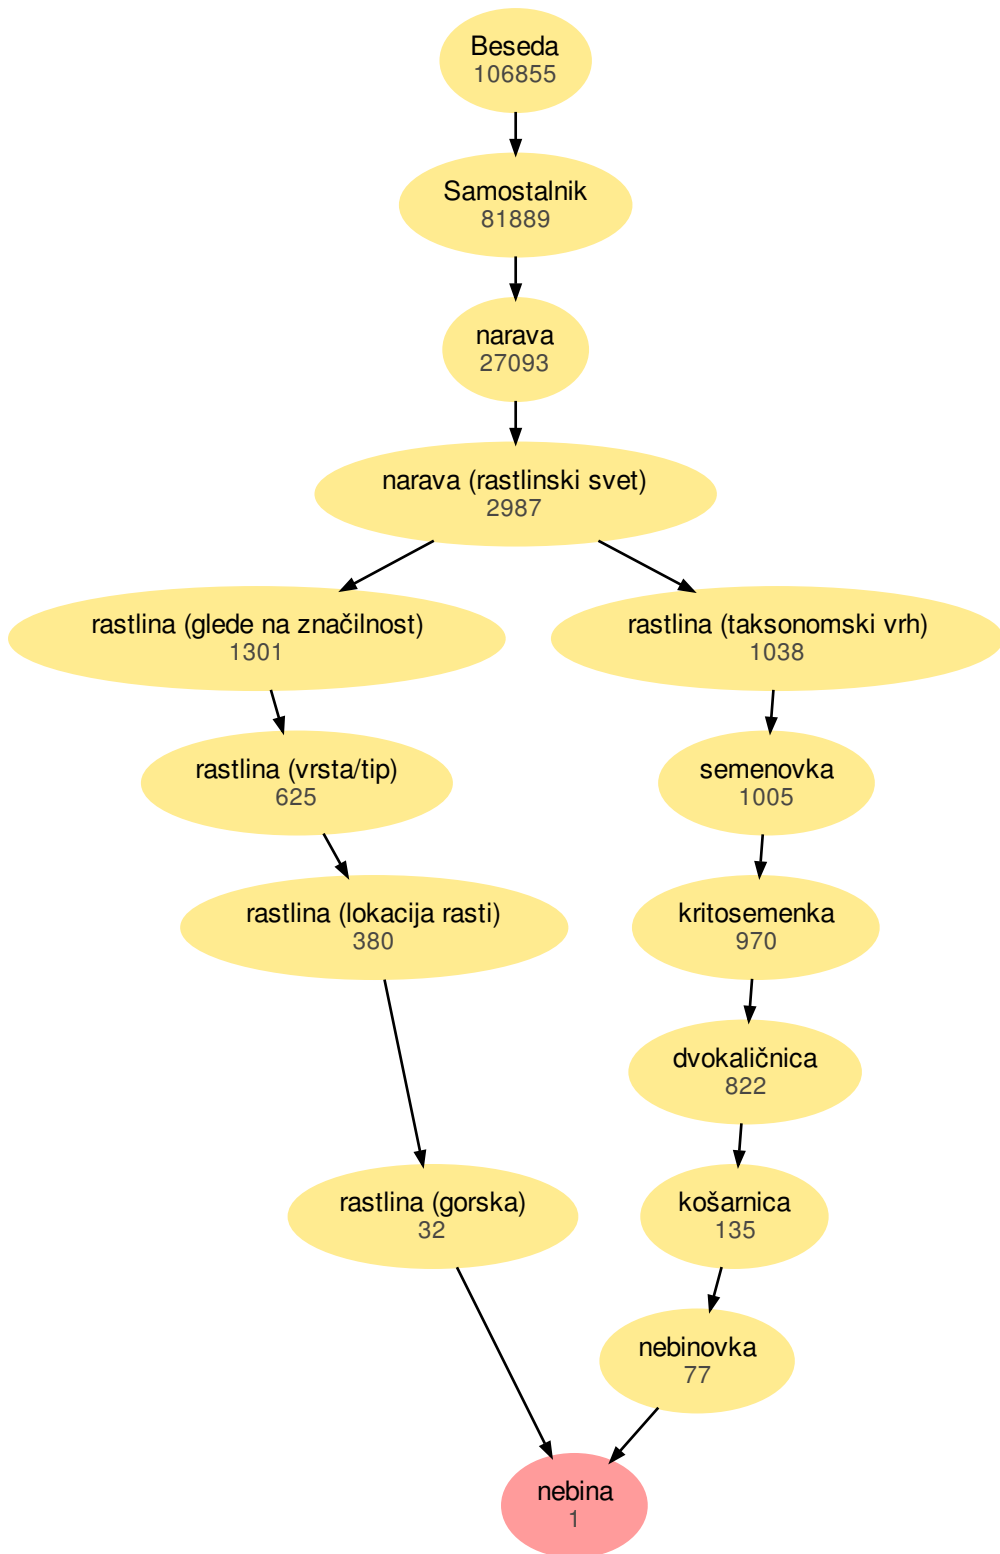 Beseda
106855
Samostalnik
81889
narava
27093
narava (rastlinski svet)
2987
rastlina (glede na značilnost)
1301
rastlina (taksonomski vrh)
1038
rastlina (vrsta/tip)
625
semenovka
1005
rastlina (lokacija rasti)
380
kritosemenka
970
dvokaličnica
822
rastlina (gorska)
32
košarnica
135
nebinovka
77
nebina
1